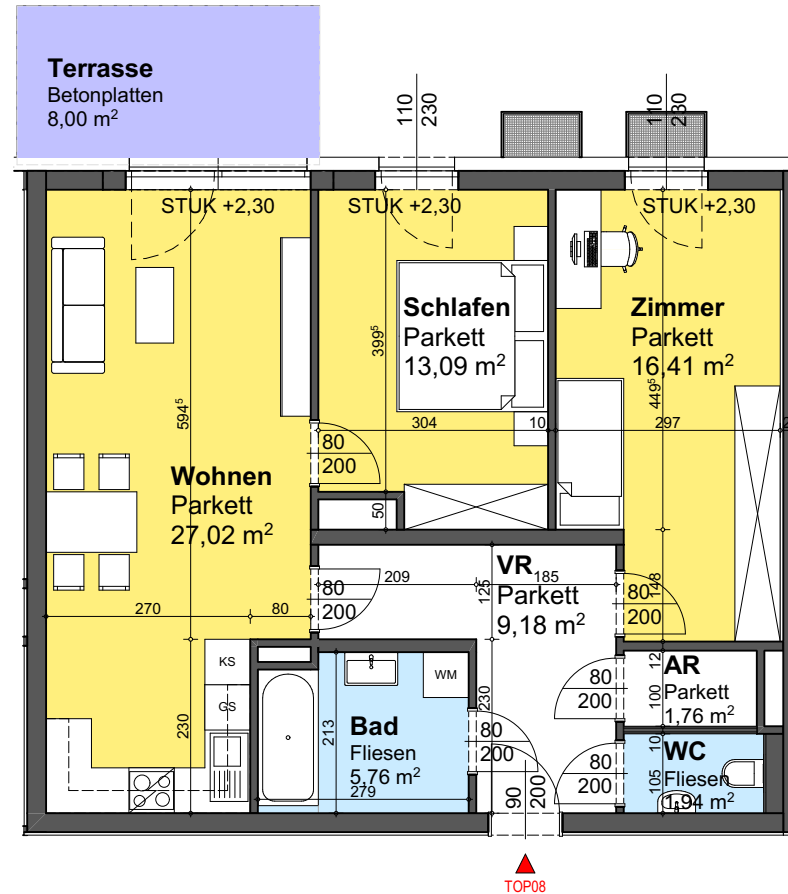 Terrasse
Betonplatten
8,00 m²
110
230
110
230
STUK +2,30
STUK +2,30
STUK +2,30
Schlafen
Parkett
13,09 m²
Zimmer
Parkett
16,41 m²
399⁵
449⁵
594⁵
304
10
297
80
200
Wohnen
Parkett
27,02 m²
50
VR
Parkett
9,18 m²
209
185
125
80
200
80
200
148
270
80
KS
GS
WM
230
213
230
Bad
Fliesen
5,76 m²
279
80
200
80
200
AR
Parkett
1,76 m²
12
100
10
WC
Fliesen
1,94 m²
105
80
200
90
200
TOP08